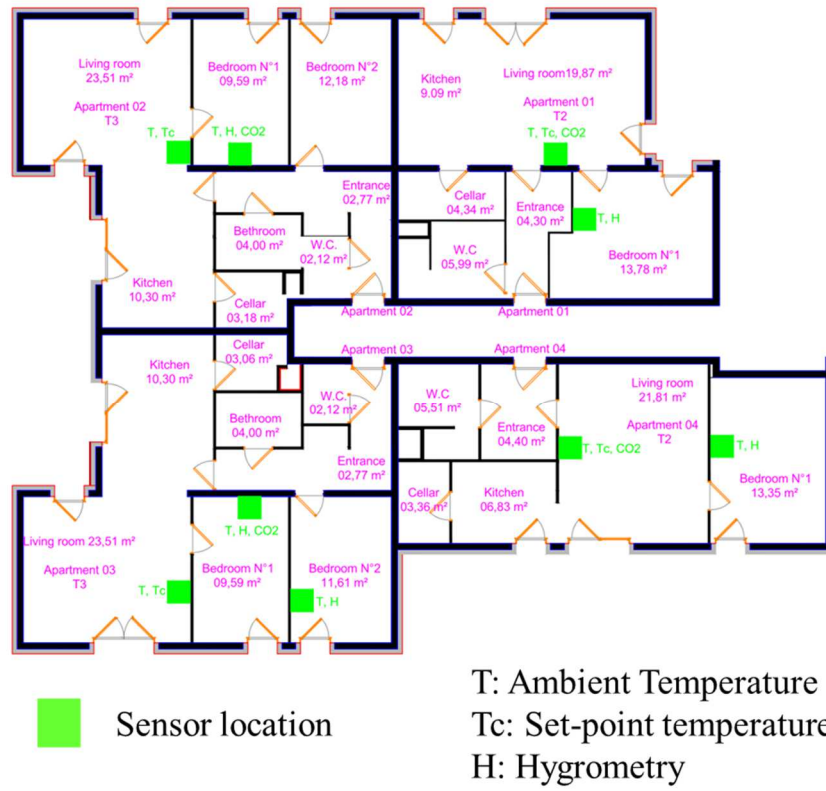 Living room
23,51 m²
Apartment 02
T3
T, Tc
Bedroom N°1
09,59 m²
T, H, CO2
Bedroom N°2
12,18 m²
Kitchen
9.09 m²
Living room19,87 m²
Apartment 01
T2
T, Tc, CO2
Entrance
02,77 m²
Bethroom
04,00 m²
W.C.
02,12 m²
Kitchen
10,30 m²
Cellar
03,18 m²
Cellar
04,34 m²
Entrance
04,30 m²
W.C
05,99 m²
T, H
Bedroom N°1
13,78 m²
Apartment 02
Apartment 01
Apartment 03
Apartment 04
Cellar
03,06 m²
Kitchen
10,30 m²
W.C.
02,12 m²
Bethroom
04,00 m²
Entrance
02,77 m²
W.C
05,51 m²
Entrance
04,40 m²
Living room
21,81 m²
Apartment 04
T2
T, Tc, CO2
T, H
Bedroom N°1
13,35 m²
Cellar
03,36 m²
Kitchen
06,83 m²
Living room 23,51 m²
Apartment 03
T3
T, Tc
T, H, CO2
Bedroom N°1
09,59 m²
Bedroom N°2
11,61 m²
T, H
Sensor location
T: Ambient Temperature
Tc: Set-point temperature
H: Hygrometry